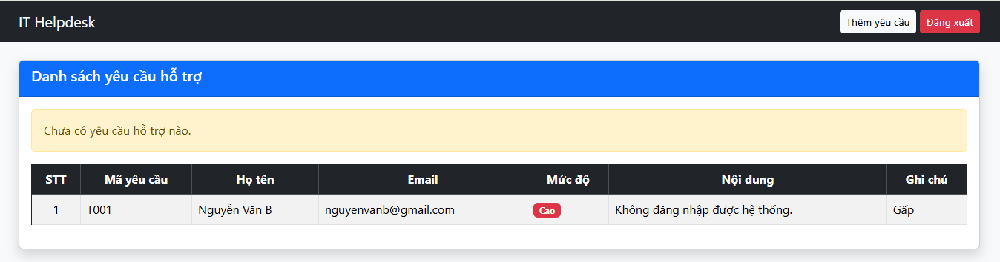 IT Helpdesk Thêm yêu cầu Đăng xuất
Danh sách yêu cầu hỗ trợ
Chưa có yêu cầu hỗ trợ nào.
STT Mã yêu cầu Họ tên Email Mức độ Nội dung Ghi chú
1 T001 Nguyễn Văn B nguyenvanb@gmail.com Cao Không đăng nhập được hệ thống. Gấp